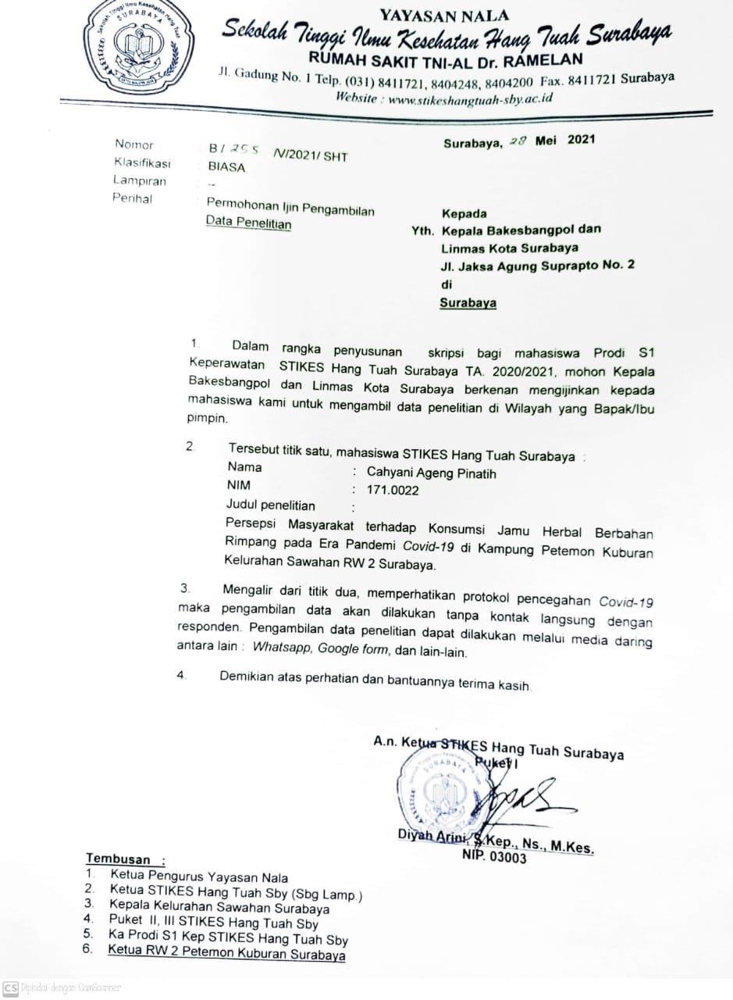 YAYASAN NALA
Sekolah Tinggi Ilmu Kesehatan Hang Tuah Surabaya
RUMAH SAKIT TNI-AL Dr. RAMELAN
Jl. Gadung No. 1 Telp. (031) 8411721, 8404248, 8404200 Fax. 8411721 Surabaya
Website : www.stikeshangtuah-sby.ac.id
SURABAYA
Surabaya, 28 Mei 2021
Nomor : B / 255 /V/2021/ SHT
Klasifikasi : BIASA
Lampiran : --
Perihal : Permohonan Ijin Pengambilan
Data Penelitian
Kepada
Yth. Kepala Bakesbangpol dan
Linmas Kota Surabaya
Jl. Jaksa Agung Suprapto No. 2
di
Surabaya
1. Dalam rangka penyusunan skripsi bagi mahasiswa Prodi S1
Keperawatan STIKES Hang Tuah Surabaya TA. 2020/2021, mohon Kepala
Bakesbangpol dan Linmas Kota Surabaya berkenan mengijinkan kepada
mahasiswa kami untuk mengambil data penelitian di Wilayah yang Bapak/Ibu
pimpin.
2. Tersebut titik satu, mahasiswa STIKES Hang Tuah Surabaya :
Nama : Cahyani Ageng Pinatih
NIM : 171.0022
Judul penelitian :
Persepsi Masyarakat terhadap Konsumsi Jamu Herbal Berbahan
Rimpang pada Era Pandemi Covid-19 di Kampung Petemon Kuburan
Kelurahan Sawahan RW 2 Surabaya.
3. Mengalir dari titik dua, memperhatikan protokol pencegahan Covid-19
maka pengambilan data akan dilakukan tanpa kontak langsung dengan
responden. Pengambilan data penelitian dapat dilakukan melalui media daring
antara lain : Whatsapp, Google form, dan lain-lain.
4. Demikian atas perhatian dan bantuannya terima kasih.
A.n. Ketua STIKES Hang Tuah Surabaya
Puket I
SURABAYA
Diyah Arini, S.Kep., Ns., M.Kes.
NIP. 03003
Tembusan :
1. Ketua Pengurus Yayasan Nala
2. Ketua STIKES Hang Tuah Sby (Sbg Lamp.)
3. Kepala Kelurahan Sawahan Surabaya
4. Puket II, III STIKES Hang Tuah Sby
5. Ka Prodi S1 Kep STIKES Hang Tuah Sby
6. Ketua RW 2 Petemon Kuburan Surabaya
CS Dipindai dengan CamScanner